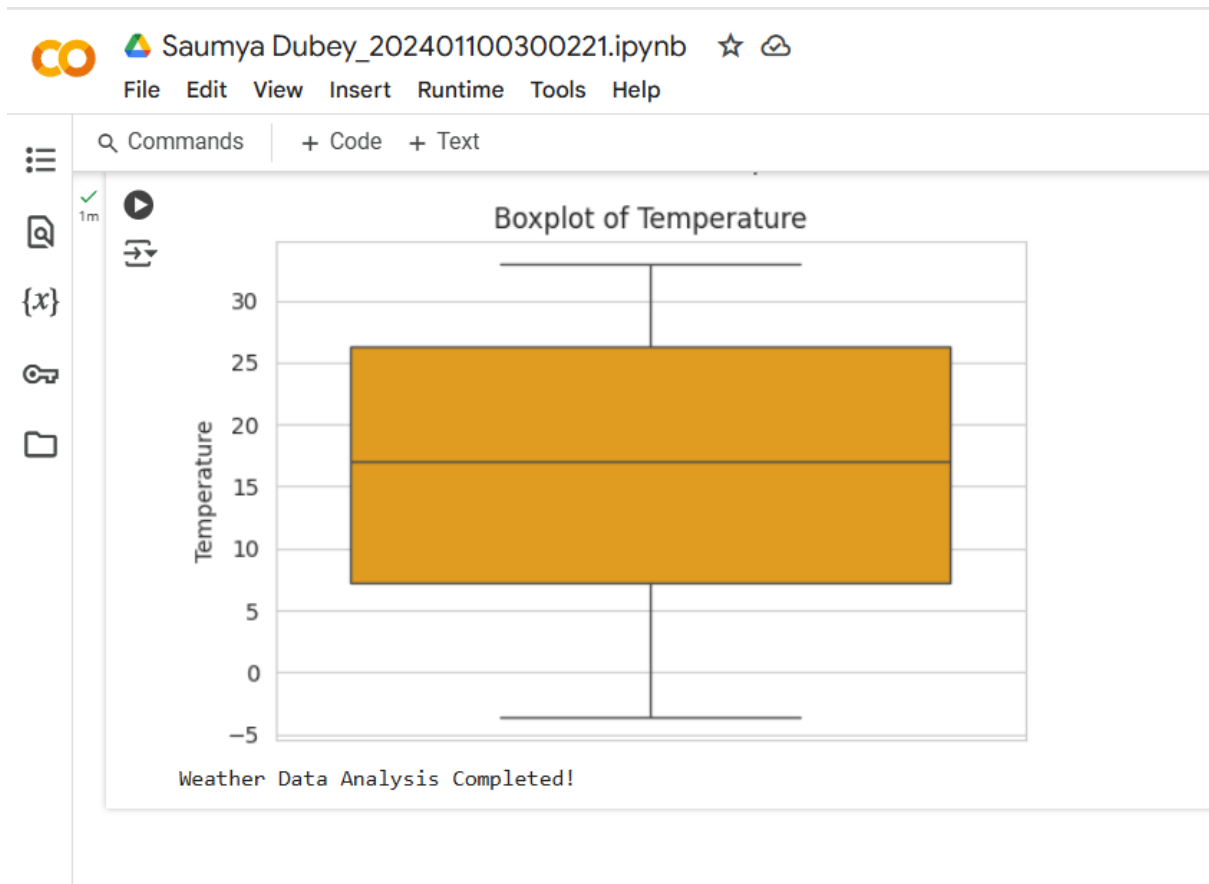 Saumya Dubey_202401100300221.ipynb
File Edit View Insert Runtime Tools Help
Commands + Code + Text
1m
{x}
Boxplot of Temperature
30
25
20
15
10
5
0
−5
Temperature
Weather Data Analysis Completed!